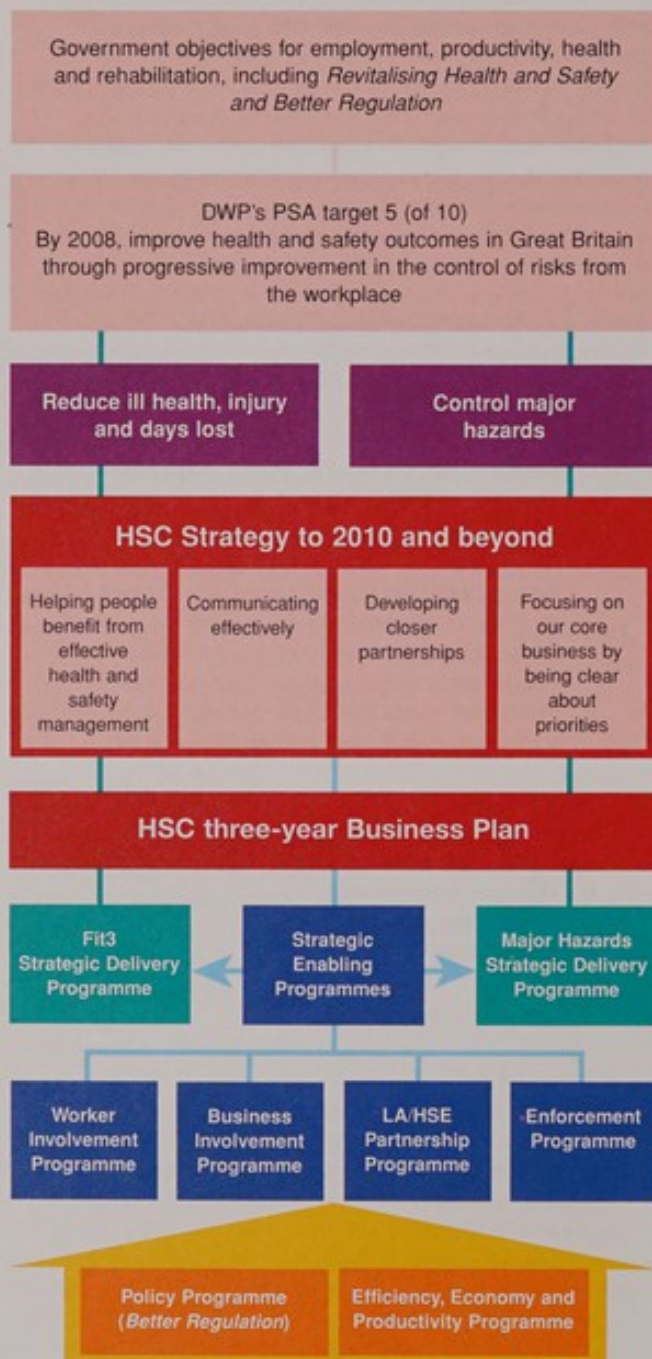 Government objectives for employment, productivity, health
and rehabilitation, including Revitalising Health and Safety
and Better Regulation
DWP's PSA target 5 (of 10)
By 2008, improve health and safety outcomes in Great Britain
through progressive improvement in the control of risks from
the workplace
Reduce ill health, injury
and days lost
Control major
hazards
HSC Strategy to 2010 and beyond
Helping people
benefit from
effective
health and
safety
management
Communicating
effectively
Developing
closer
partnerships
Focusing on
our core
business by
being clear
about
priorities
HSC three-year Business Plan
Fit3
Strategic Delivery
Programme
Strategic
Enabling
Programmes
Major Hazards
Strategic Delivery
Programme
Worker
Involvement
Programme
Business
Involvement
Programme
LA/HSE
Partnership
Programme
Enforcement
Programme
Policy Programme
(Better Regulation)
Efficiency, Economy and
Productivity Programme